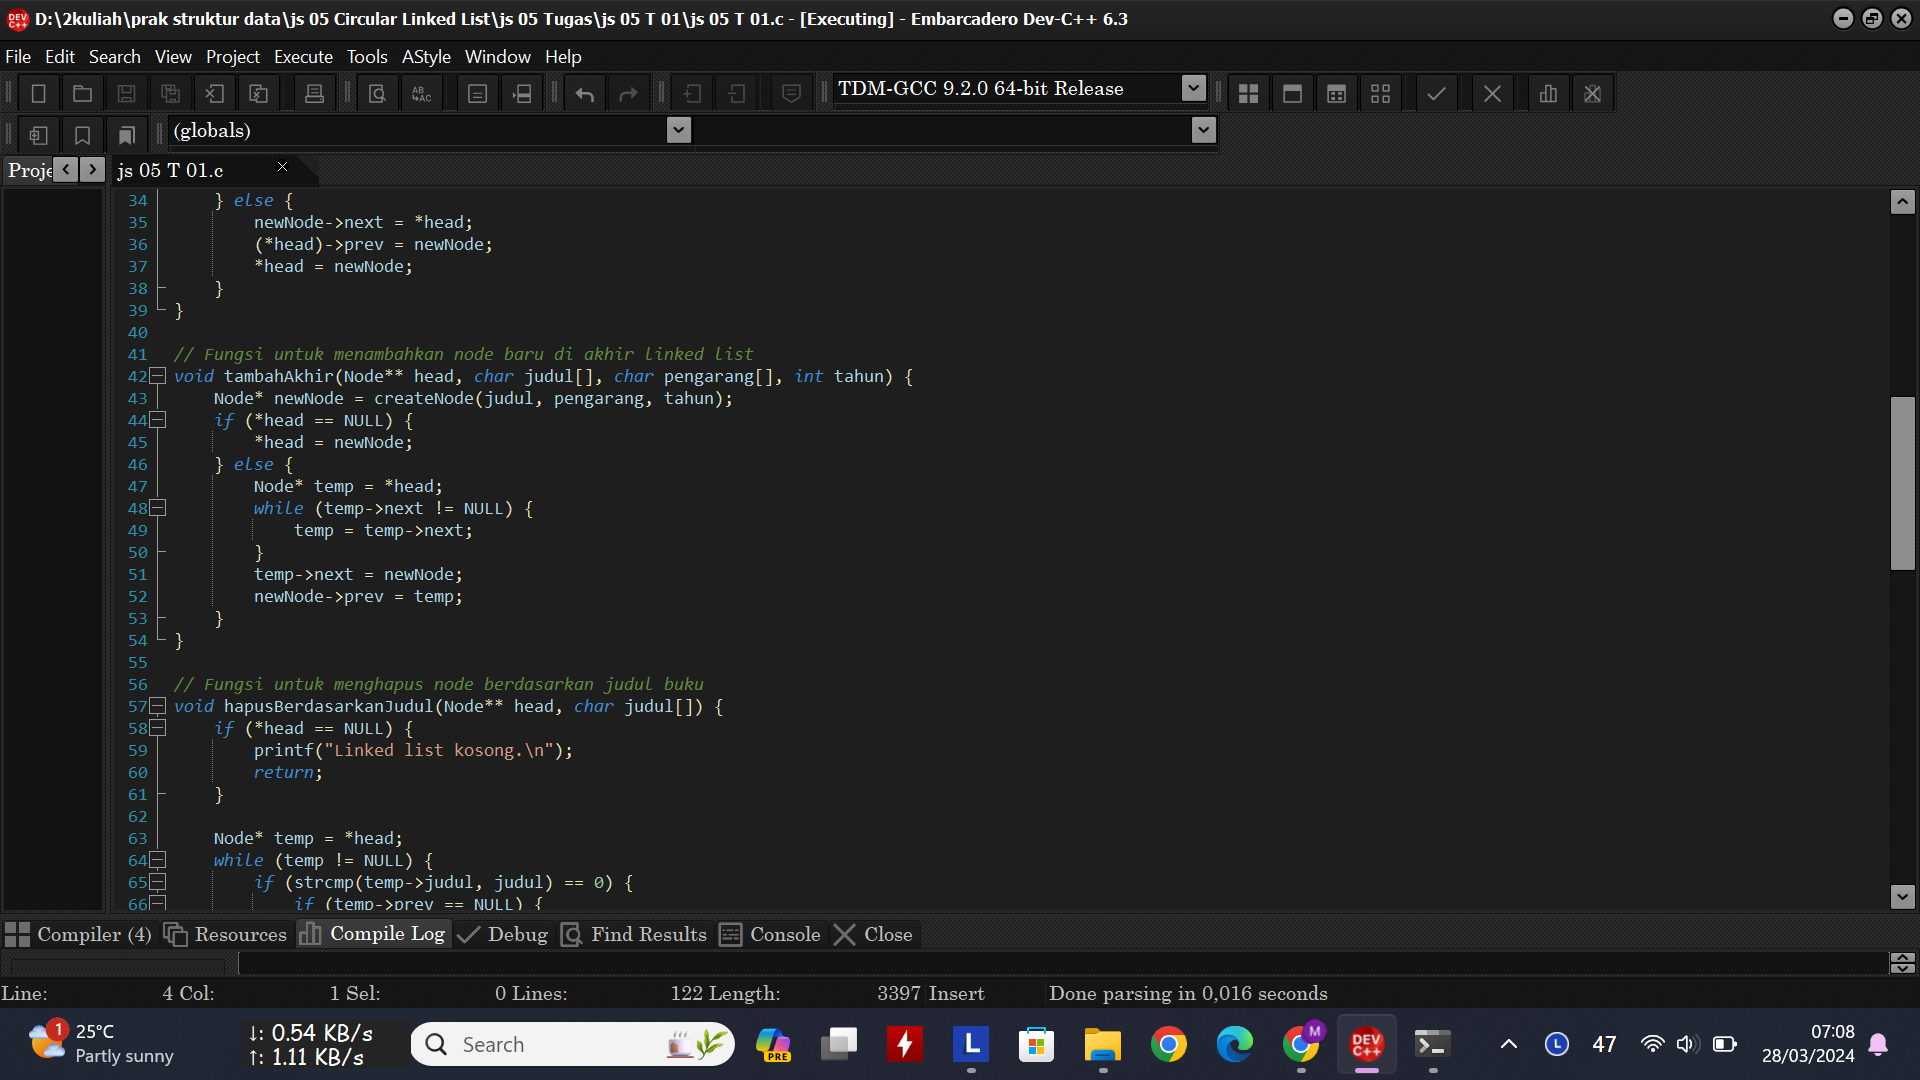 D:\2kuliah\prak struktur data\js 05 Circular Linked List\js 05 Tugas\js 05 T 01\js 05 T 01.c - [Executing] - Embarcadero Dev-C++ 6.3
File Edit Search View Project Execute Tools AStyle Window Help
TDM-GCC 9.2.0 64-bit Release
(globals)
Proje
js 05 T 01.c
34 } else {
35 newNode->next = *head;
36 (*head)->prev = newNode;
37 *head = newNode;
38 }
39 }
40
41 // Fungsi untuk menambahkan node baru di akhir linked list
42 void tambahAkhir(Node** head, char judul[], char pengarang[], int tahun) {
43 Node* newNode = createNode(judul, pengarang, tahun);
44 if (*head == NULL) {
45 *head = newNode;
46 } else {
47 Node* temp = *head;
48 while (temp->next != NULL) {
49 temp = temp->next;
50 }
51 temp->next = newNode;
52 newNode->prev = temp;
53 }
54 }
55
56 // Fungsi untuk menghapus node berdasarkan judul buku
57 void hapusBerdasarkanJudul(Node** head, char judul[]) {
58 if (*head == NULL) {
59 printf("Linked list kosong.\n");
60 return;
61 }
62
63 Node* temp = *head;
64 while (temp != NULL) {
65 if (strcmp(temp->judul, judul) == 0) {
66 if (temp->prev == NULL) {
Compiler (4) Resources Compile Log Debug Find Results Console Close
Line: 4 Col: 1 Sel: 0 Lines: 122 Length: 3397 Insert Done parsing in 0,016 seconds
1
25°C
Partly sunny
↓: 0.54 KB/s
↑: 1.11 KB/s
Search
PRE
L
M
DEV C++
L
47
07:08
28/03/2024